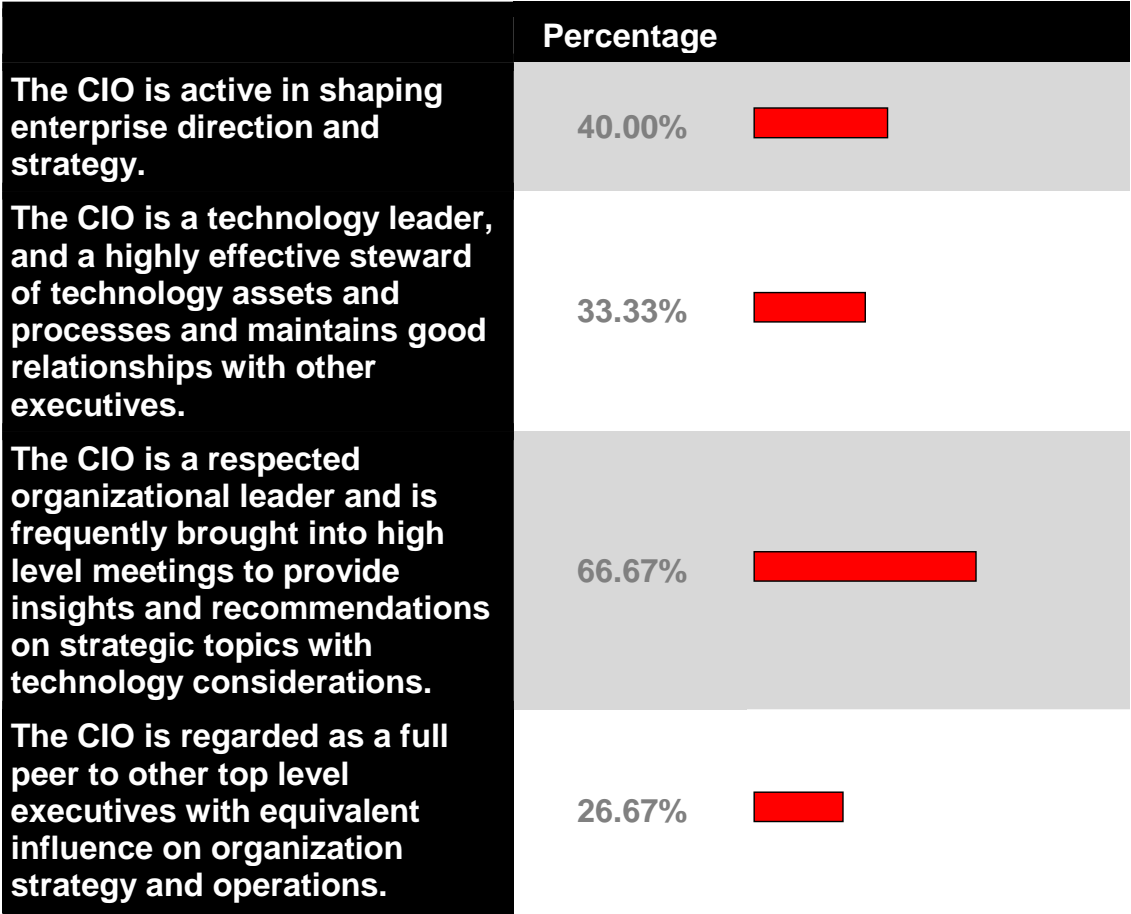 Percentage
The CIO is active in shaping
enterprise direction and
strategy.
40.00%
The CIO is a technology leader,
and a highly effective steward
of technology assets and
processes and maintains good
relationships with other
executives.
33.33%
The CIO is a respected
organizational leader and is
frequently brought into high
level meetings to provide
insights and recommendations
on strategic topics with
technology considerations.
66.67%
The CIO is regarded as a full
peer to other top level
executives with equivalent
influence on organization
strategy and operations.
26.67%